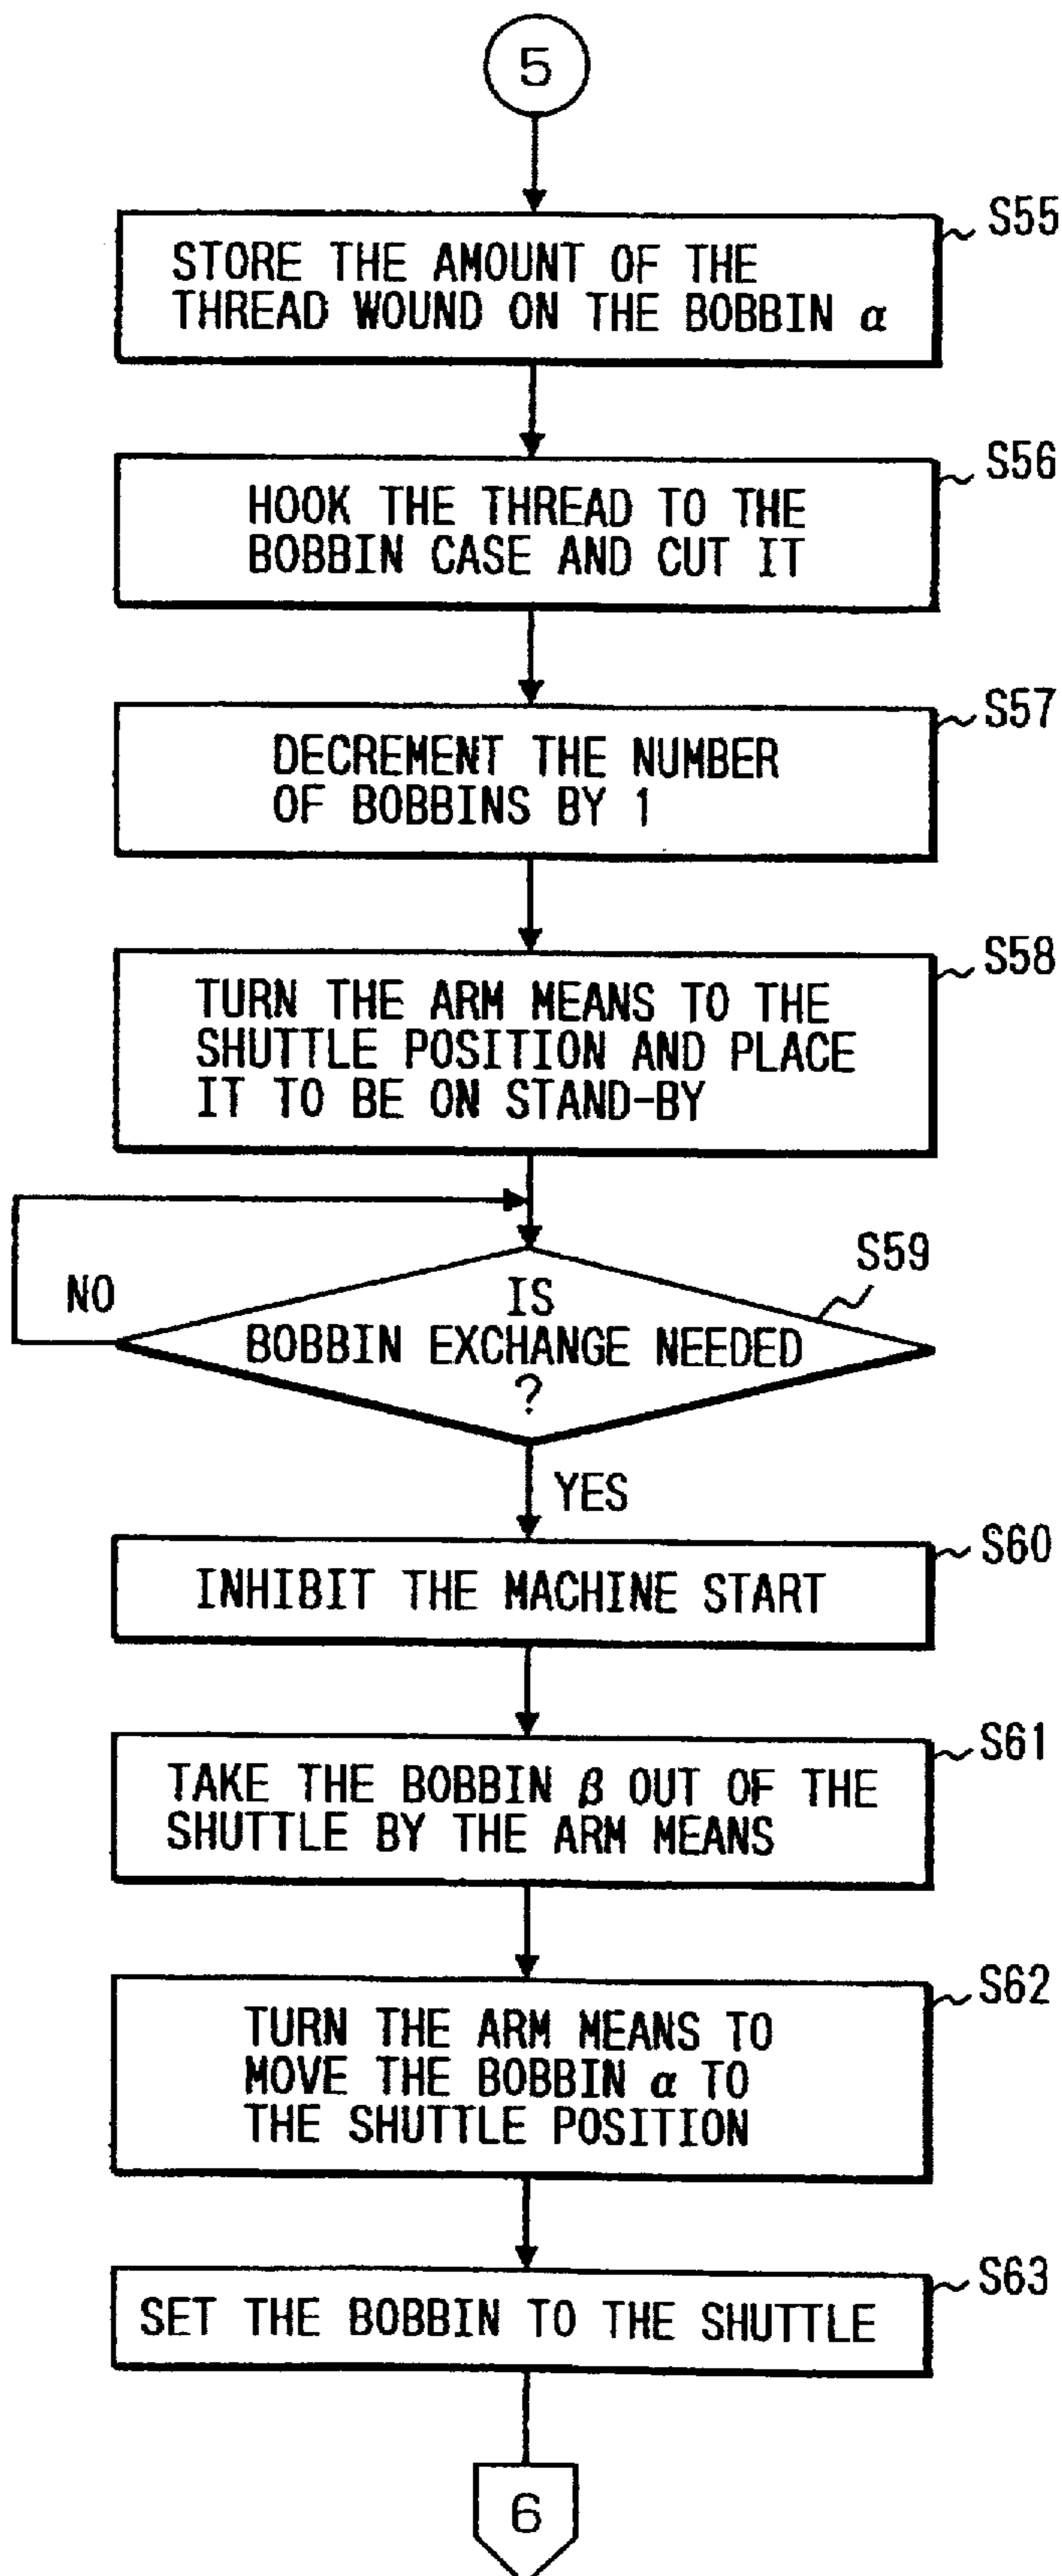 5
S55
STORE THE AMOUNT OF THE
THREAD WOUND ON THE BOBBIN α
S56
HOOK THE THREAD TO THE
BOBBIN CASE AND CUT IT
S57
DECREMENT THE NUMBER
OF BOBBINS BY 1
S58
TURN THE ARM MEANS TO THE
SHUTTLE POSITION AND PLACE
IT TO BE ON STAND-BY
S59
NO
IS
BOBBIN EXCHANGE NEEDED
?
YES
S60
INHIBIT THE MACHINE START
S61
TAKE THE BOBBIN β OUT OF THE
SHUTTLE BY THE ARM MEANS
S62
TURN THE ARM MEANS TO
MOVE THE BOBBIN α TO
THE SHUTTLE POSITION
S63
SET THE BOBBIN TO THE SHUTTLE
6